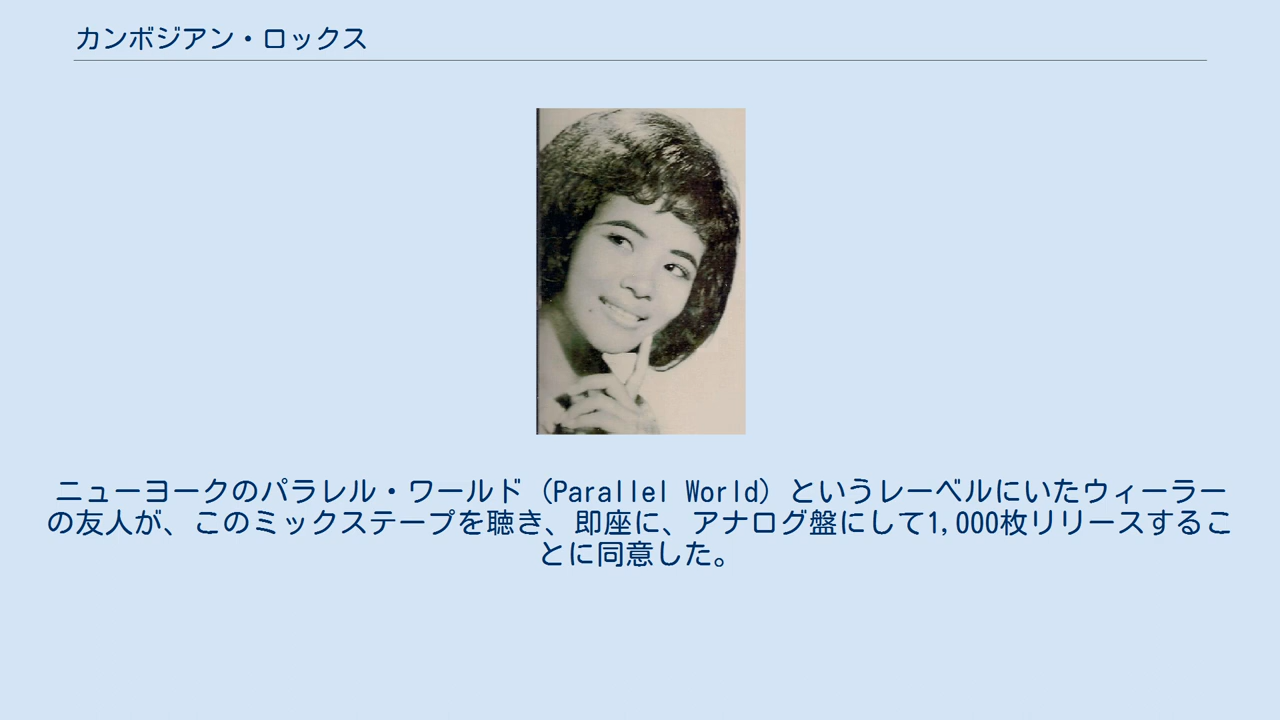 カンボジアン・ロックス
ニューヨークのパラレル・ワールド（Parallel World）というレーベルにいたウィーラー
の友人が、このミックステープを聴き、即座に、アナログ盤にして1,000枚リリースするこ
とに同意した。